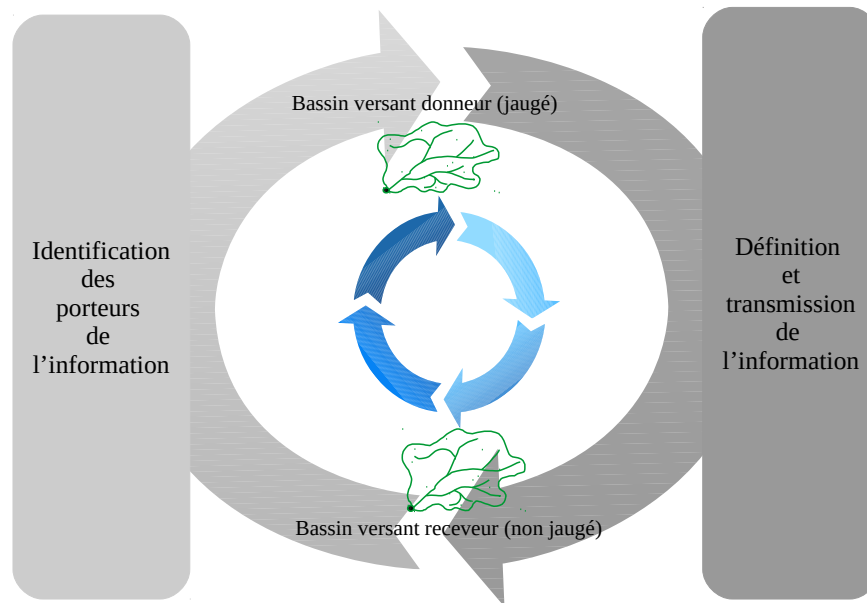 Bassin versant donneur (jaugé)
Identification
des
porteurs
de
l’information
Définition
et
transmission
de
l’information
Bassin versant receveur (non jaugé)